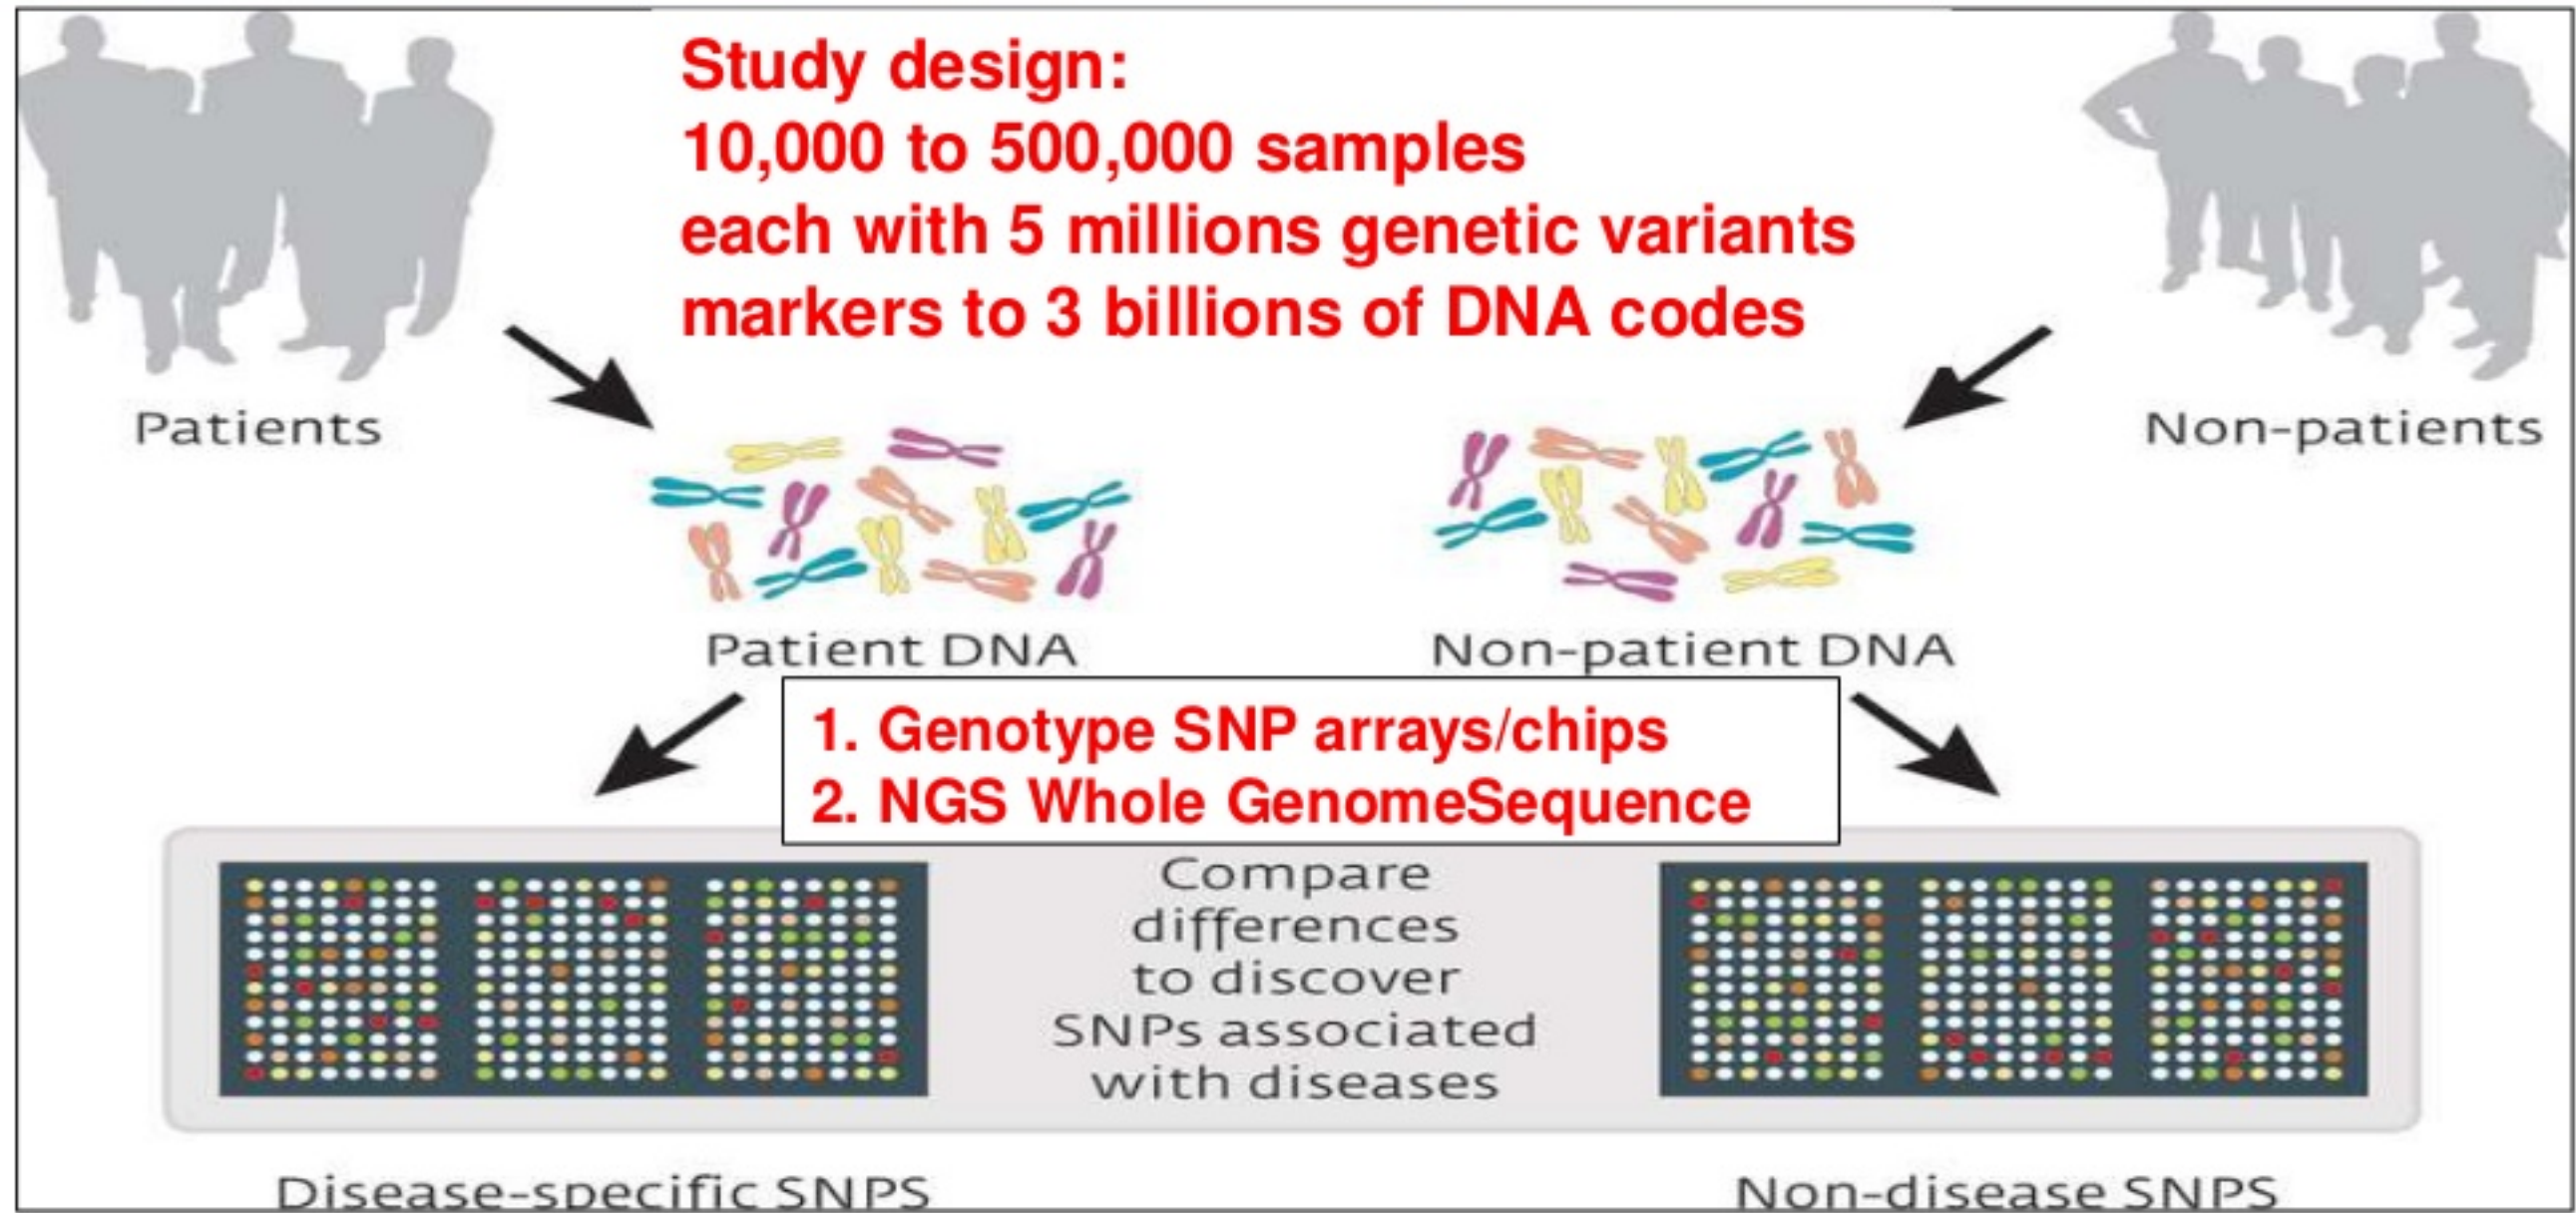 Study design:
10,000 to 500,000 samples
each with 5 millions genetic variants
markers to 3 billions of DNA codes
Patients
Non-patients
Patient DNA
Non-patient DNA
1. Genotype SNP arrays/chips
2. NGS Whole GenomeSequence
Compare
differences
to discover
SNPs associated
with diseases
Disease-specific SNPS
Non-disease SNPS